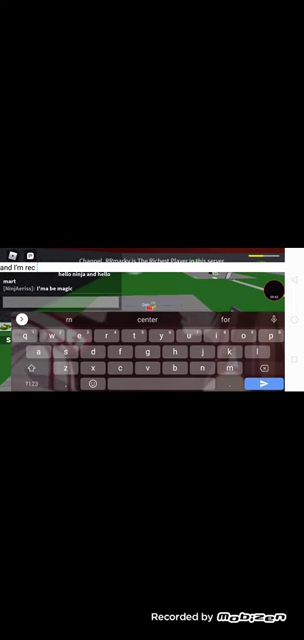 Channel, RRmarky is The Richest Player in this server
and I'm rec
hello ninja and hello
mart
[NinjAeriss]: I'ma be magic
m center for
q w e r t y u i o p
a s d f g h j k l
z x c v b n m
?123 , .
Recorded by mobizen